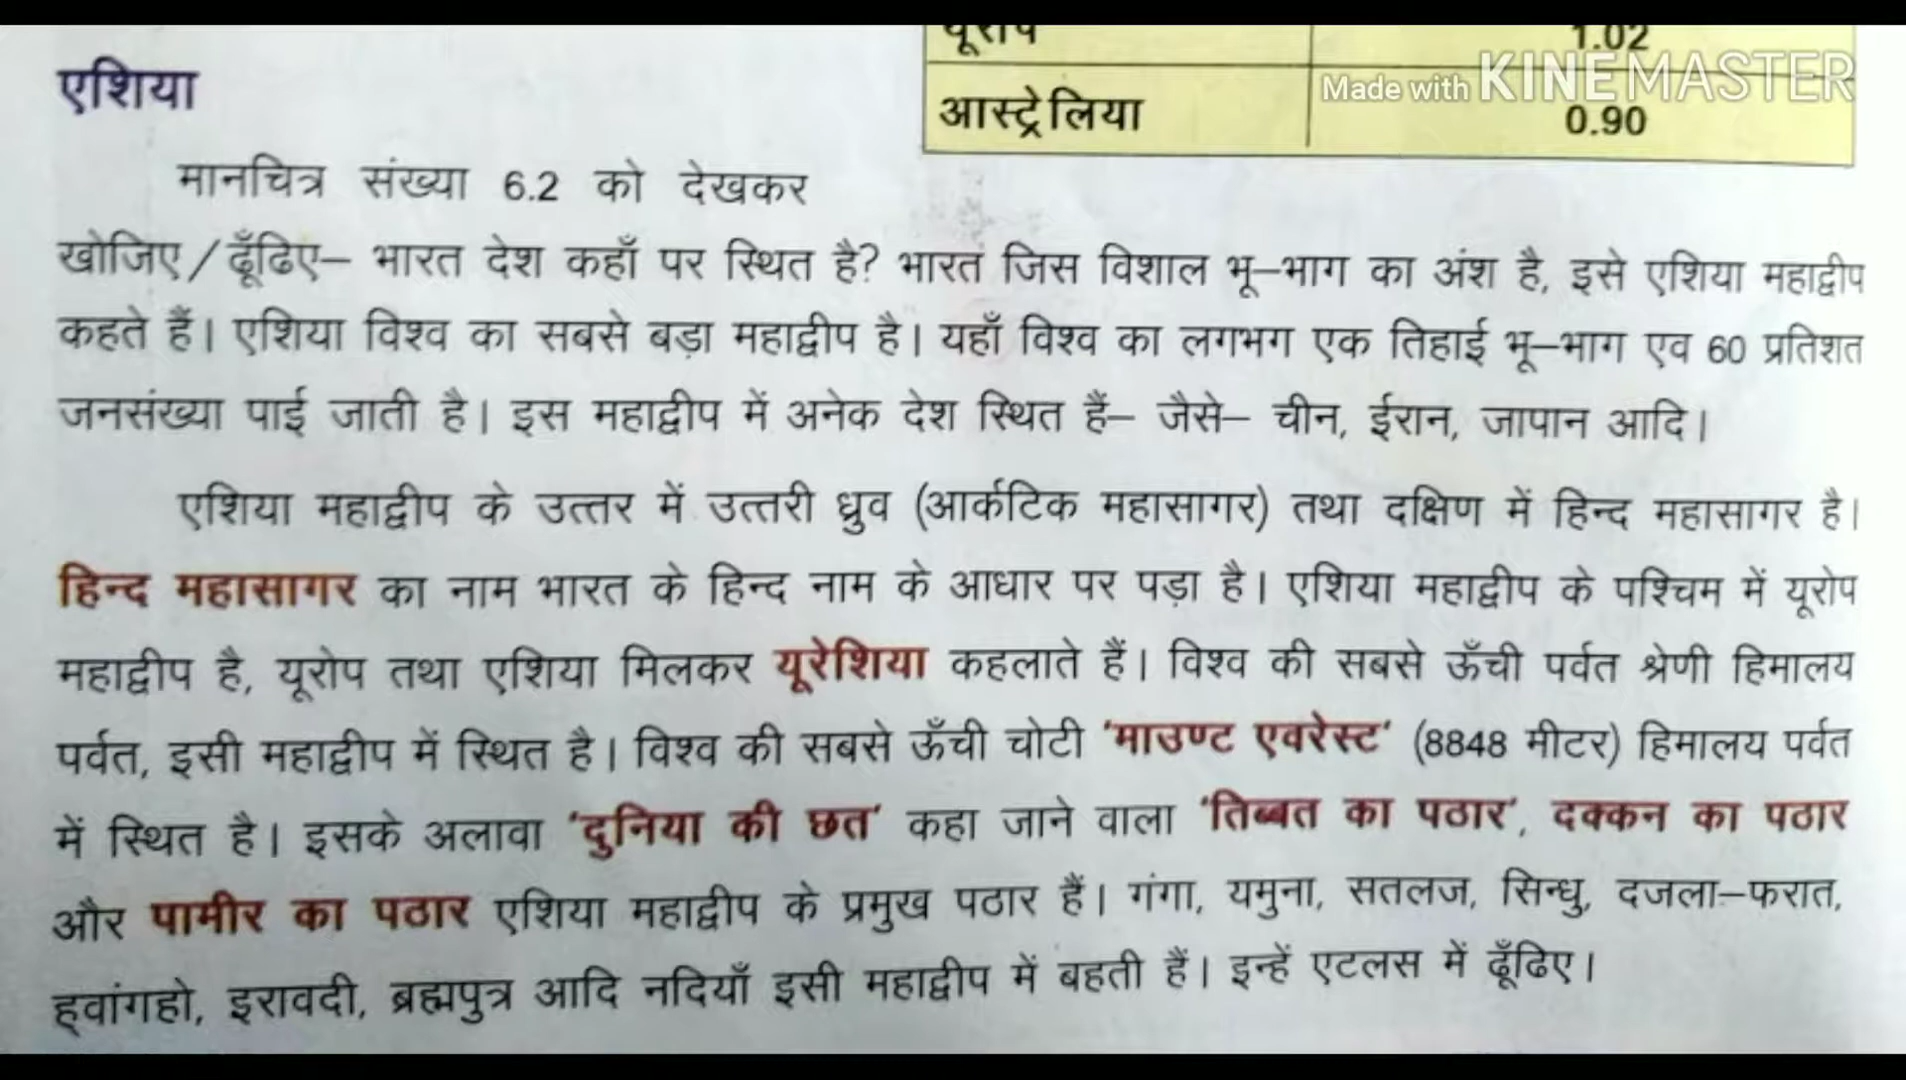 यूरोप 1.02
Made with KINEMASTER
आस्ट्रेलिया 0.90
एशिया
मानचित्र संख्या 6.2 को देखकर
खोजिए/ढूँढिए– भारत देश कहाँ पर स्थित है? भारत जिस विशाल भू–भाग का अंश है, इसे एशिया महाद्वीप
कहते हैं। एशिया विश्व का सबसे बड़ा महाद्वीप है। यहाँ विश्व का लगभग एक तिहाई भू–भाग एव 60 प्रतिशत
जनसंख्या पाई जाती है। इस महाद्वीप में अनेक देश स्थित हैं– जैसे– चीन, ईरान, जापान आदि।
एशिया महाद्वीप के उत्तर में उत्तरी ध्रुव (आर्कटिक महासागर) तथा दक्षिण में हिन्द महासागर है।
हिन्द महासागर का नाम भारत के हिन्द नाम के आधार पर पड़ा है। एशिया महाद्वीप के पश्चिम में यूरोप
महाद्वीप है, यूरोप तथा एशिया मिलकर यूरेशिया कहलाते हैं। विश्व की सबसे ऊँची पर्वत श्रेणी हिमालय
पर्वत, इसी महाद्वीप में स्थित है। विश्व की सबसे ऊँची चोटी 'माउण्ट एवरेस्ट' (8848 मीटर) हिमालय पर्वत
में स्थित है। इसके अलावा 'दुनिया की छत' कहा जाने वाला 'तिब्बत का पठार', दक्कन का पठार
और पामीर का पठार एशिया महाद्वीप के प्रमुख पठार हैं। गंगा, यमुना, सतलज, सिन्धु, दजला–फरात,
ह्वांगहो, इरावदी, ब्रह्मपुत्र आदि नदियाँ इसी महाद्वीप में बहती हैं। इन्हें एटलस में ढूँढिए।